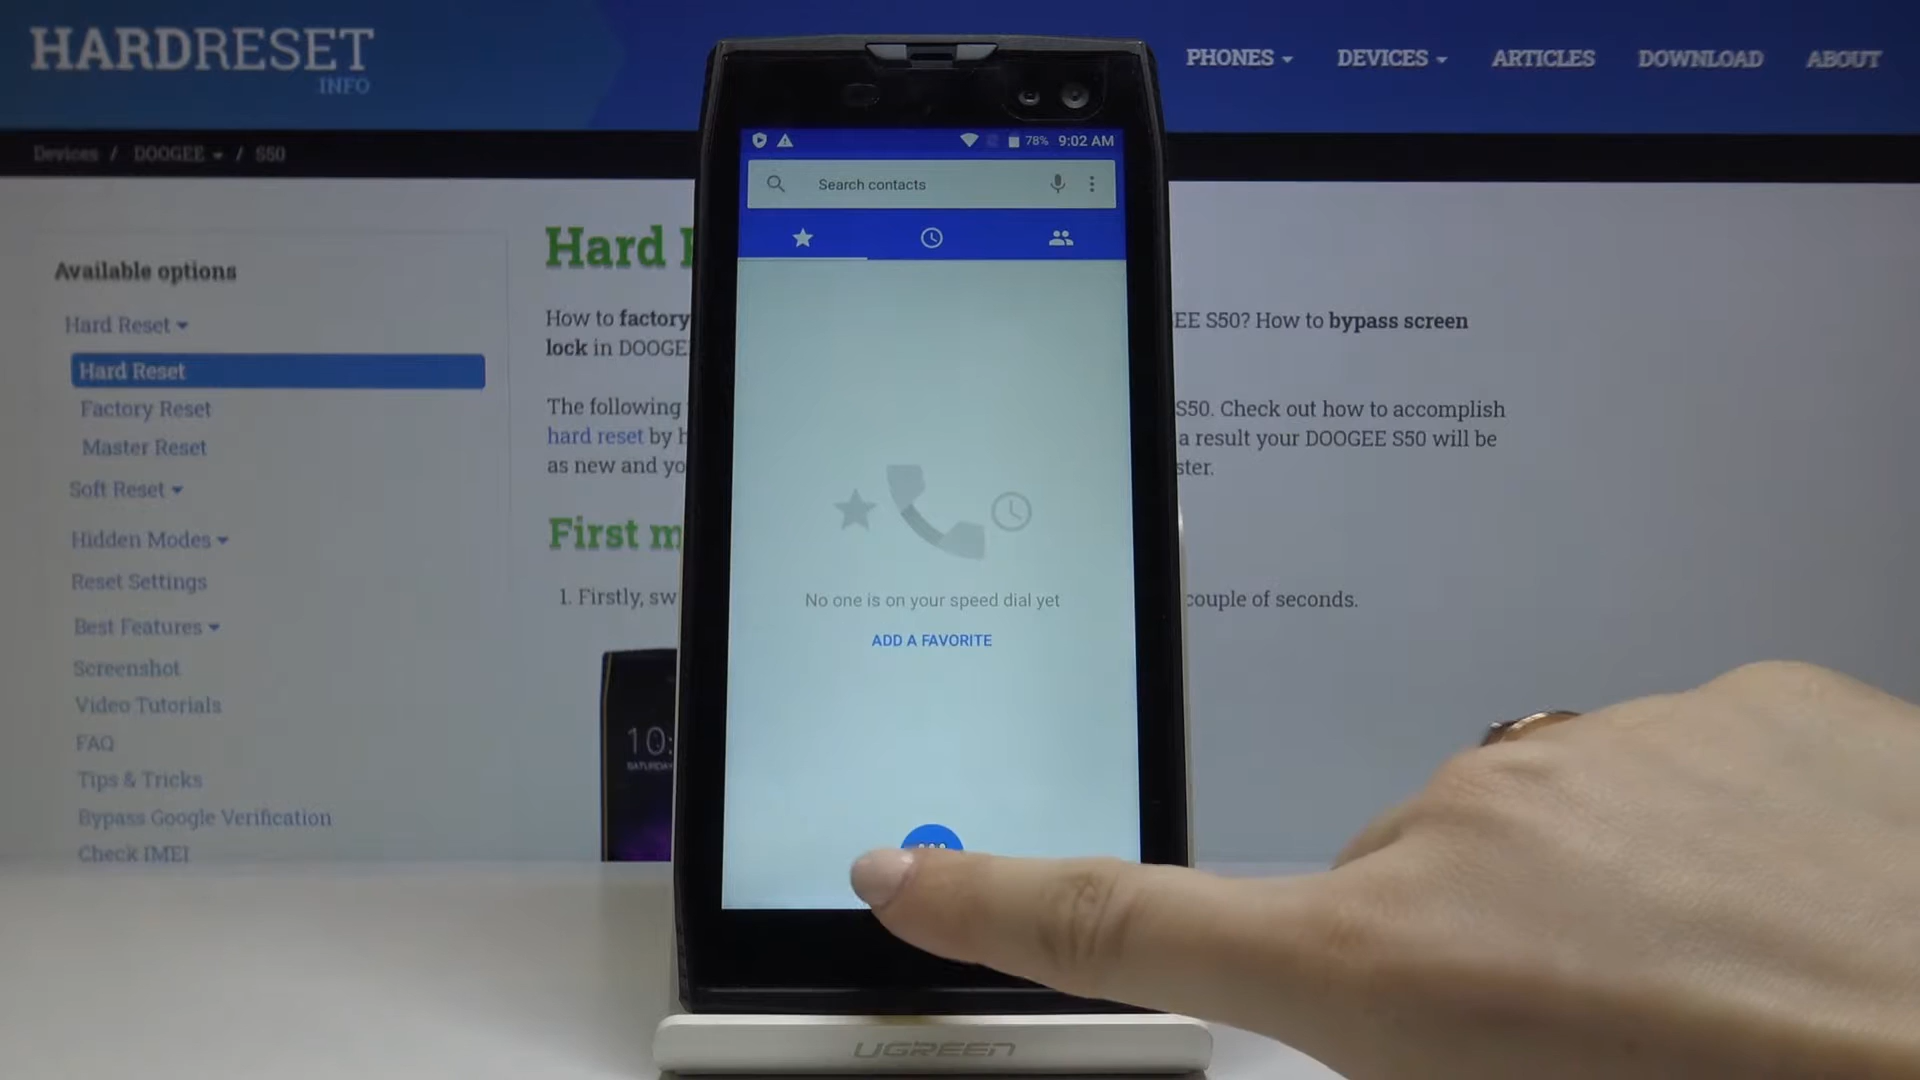 HARDRESET
INFO
PHONES
DEVICES
ARTICLES
DOWNLOAD
ABOUT
Devices / DOOGEE / S50
Available options
Hard Reset
Hard Reset
Factory Reset
Master Reset
Soft Reset
Hidden Modes
Reset Settings
Best Features
Screenshot
Video Tutorials
FAQ
Tips & Tricks
Bypass Google Verification
Check IMEI
Hard
How to factory
EE S50? How to bypass screen
lock in DOOGE
The following
S50. Check out how to accomplish
hard reset by
a result your DOOGEE S50 will be
as new and yo
ster.
First m
1. Firstly, sw
couple of seconds.
10:
SATURDAY
78% 9:02 AM
Search contacts
No one is on your speed dial yet
ADD A FAVORITE
UGREEN